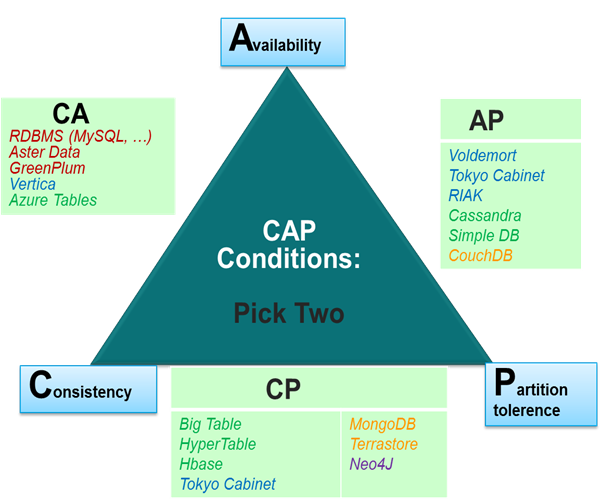 Availability
CA
RDBMS (MySQL, ...)
Aster Data
GreenPlum
Vertica
Azure Tables
AP
Voldemort
Tokyo Cabinet
RIAK
Cassandra
Simple DB
CouchDB
CAP
Conditions:
Pick Two
Consistency
Partition
tolerence
CP
Big Table
HyperTable
Hbase
Tokyo Cabinet
MongoDB
Terrastore
Neo4J